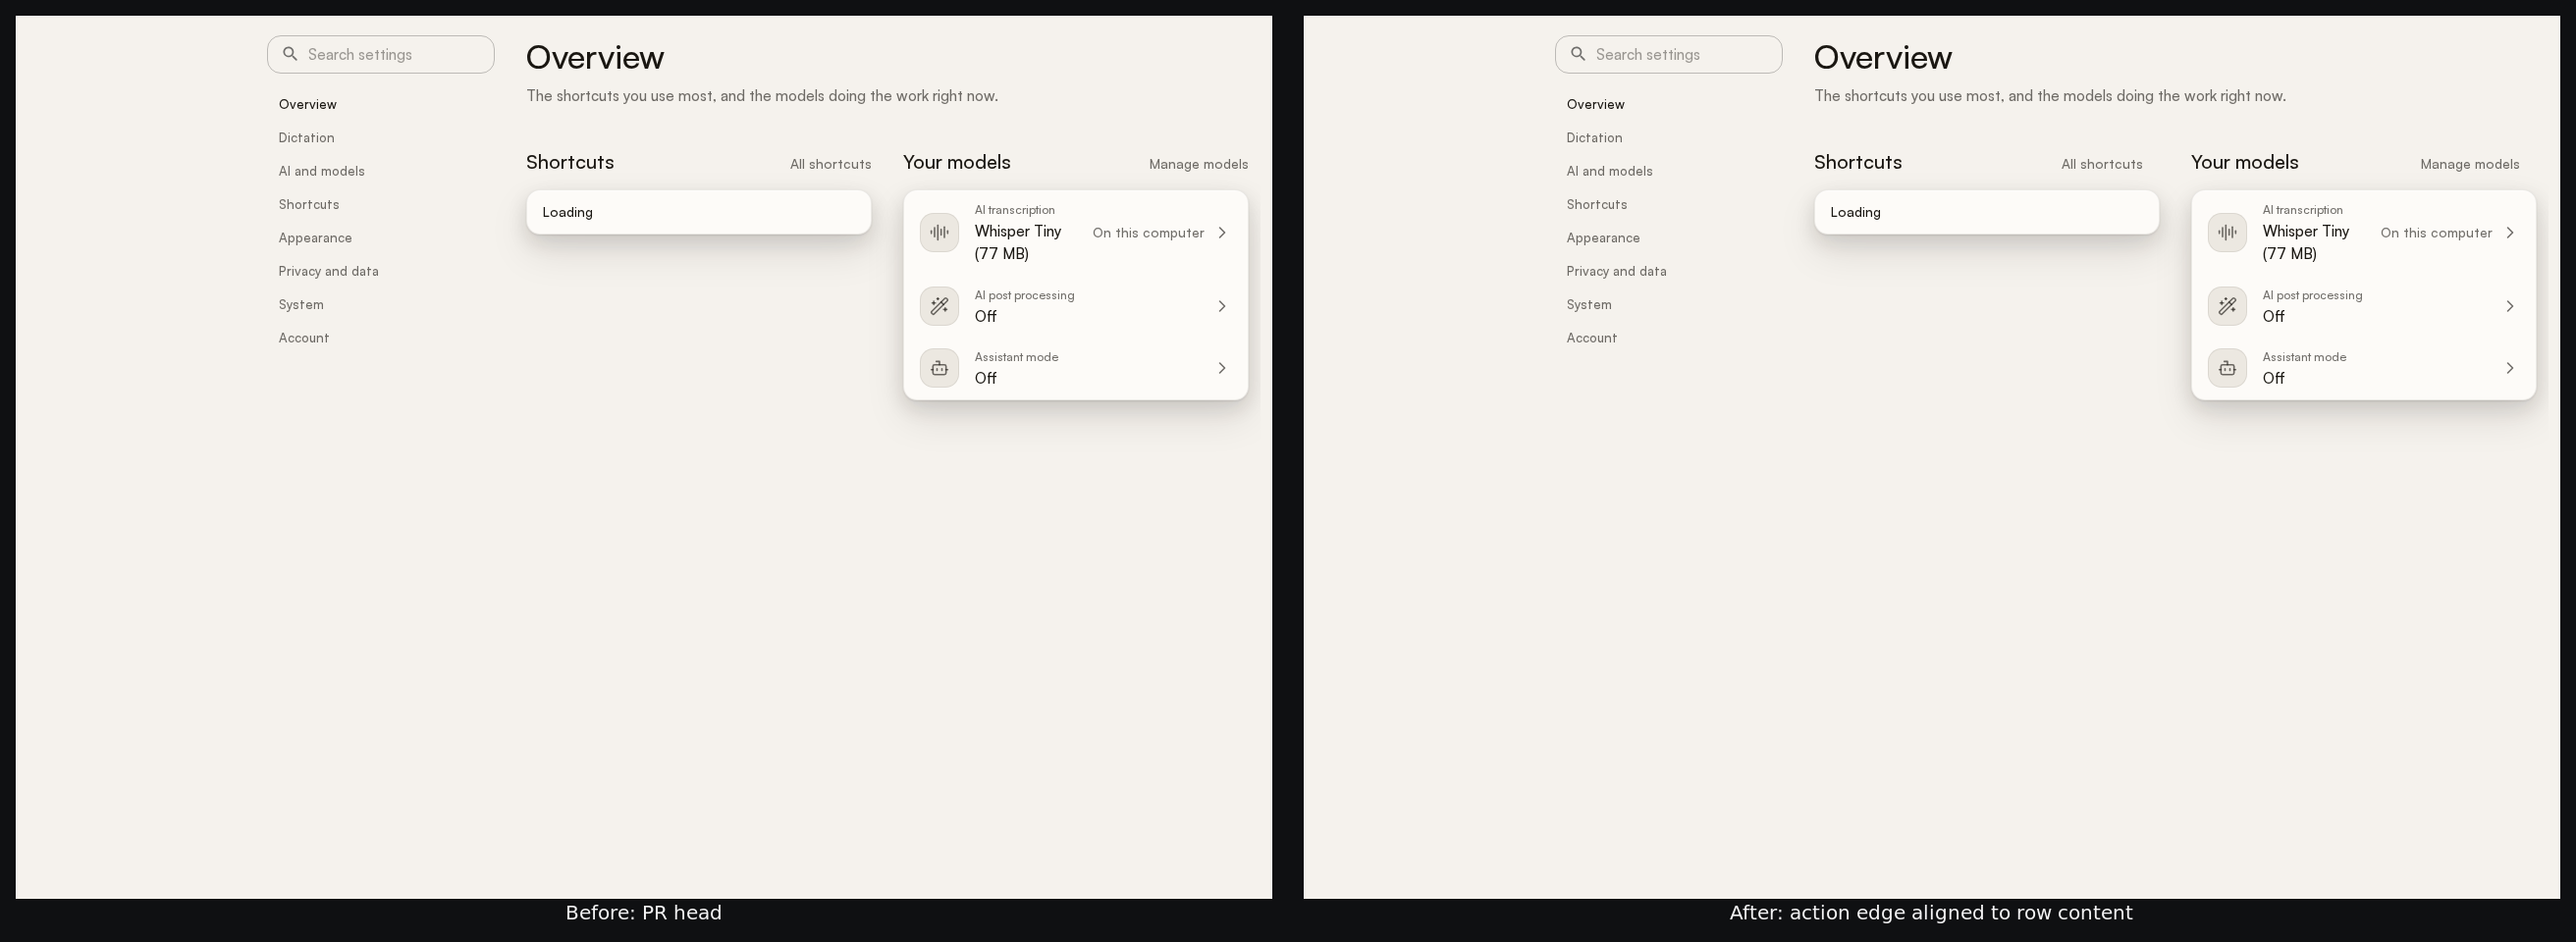 Search settings
Overview
Dictation
AI and models
Shortcuts
Appearance
Privacy and data
System
Account
Overview
The shortcuts you use most, and the models doing the work right now.
Shortcuts
All shortcuts
Loading
Your models
Manage models
AI transcription
Whisper Tiny
(77 MB)
On this computer
AI post processing
Off
Assistant mode
Off
Before: PR head
Search settings
Overview
Dictation
AI and models
Shortcuts
Appearance
Privacy and data
System
Account
Overview
The shortcuts you use most, and the models doing the work right now.
Shortcuts
All shortcuts
Loading
Your models
Manage models
AI transcription
Whisper Tiny
(77 MB)
On this computer
AI post processing
Off
Assistant mode
Off
After: action edge aligned to row content